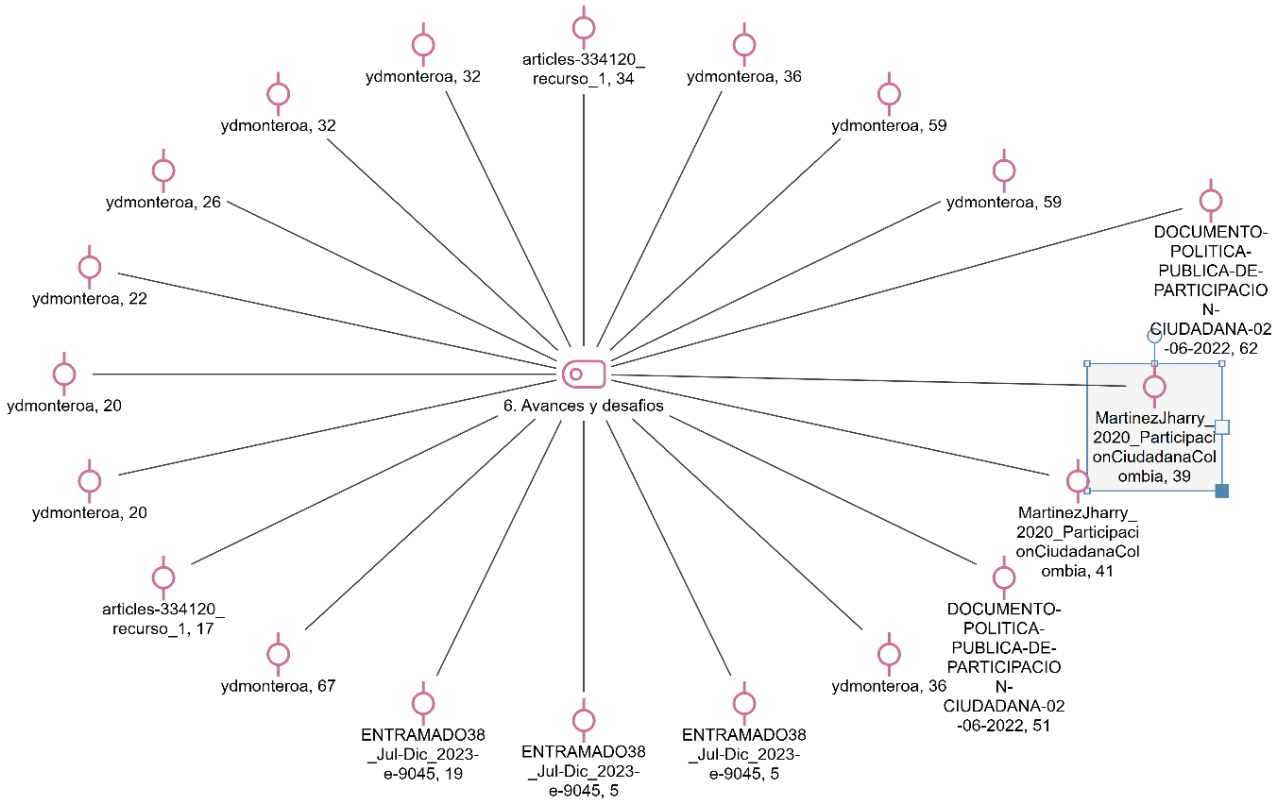 articles-334120_
recurso_1, 34
ydmonteroa, 32
ydmonteroa, 36
ydmonteroa, 32
ydmonteroa, 59
ydmonteroa, 26
ydmonteroa, 59
DOCUMENTO-
POLITICA-
PUBLICA-DE-
PARTICIPACIO
N-
CIUDADANA-02
-06-2022, 62
ydmonteroa, 22
ydmonteroa, 20
6. Avances y desafios
MartinezJharry_
2020_Participaci
onCiudadanaCol
ombia, 39
ydmonteroa, 20
MartinezJharry_
2020_Participaci
onCiudadanaCol
ombia, 41
articles-334120_
recurso_1, 17
DOCUMENTO-
POLITICA-
PUBLICA-DE-
PARTICIPACIO
N-
CIUDADANA-02
-06-2022, 51
ydmonteroa, 67
ydmonteroa, 36
ENTRAMADO38
_Jul-Dic_2023-
e-9045, 19
ENTRAMADO38
_Jul-Dic_2023-
e-9045, 5
ENTRAMADO38
_Jul-Dic_2023-
e-9045, 5